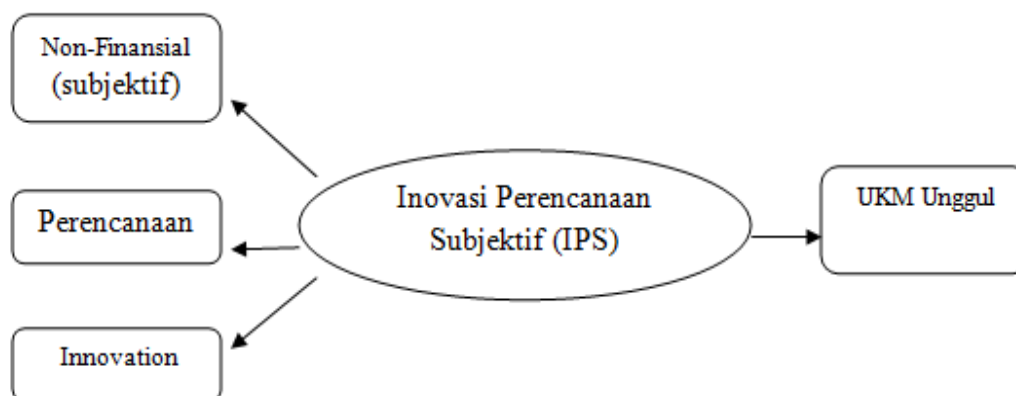 Non-Finansial
(subjektif)
Perencanaan
Innovation
Inovasi Perencanaan
Subjektif (IPS)
UKM Unggul